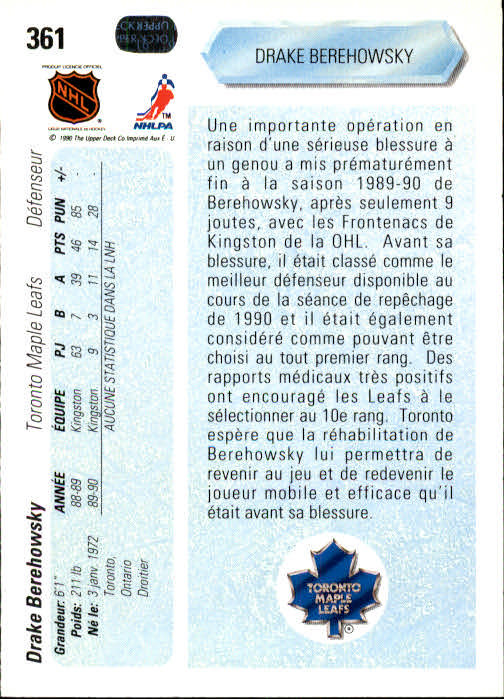 361
DRAKE BEREHOWSKY
PRODUIT LICENCIÉ OFFICIEL
NHL
LIGUE NATIONALE DE HOCKEY
TM
NHLPA
© 1990 The Upper Deck Co Imprimé Aux É U
Une importante opération en
raison d'une sérieuse blessure à
un genou a mis prématurément
fin à la saison 1989-90 de
Berehowsky, après seulement 9
joutes, avec les Frontenacs de
Kingston de la OHL. Avant sa
blessure, il était classé comme le
meilleur défenseur disponible au
cours de la séance de repêchage
de 1990 et il était également
considéré comme pouvant être
choisi au tout premier rang. Des
rapports médicaux très positifs
ont encouragé les Leafs à le
sélectionner au 10e rang. Toronto
espère que la réhabilitation de
Berehowsky lui permettra de
revenir au jeu et de redevenir le
joueur mobile et efficace qu'il
était avant sa blessure.
TORONTO
MAPLE
LEAFS
®
Drake Berehowsky Toronto Maple Leafs Défenseur
Grandeur: 6'1"
Poids: 211 lb
Né le: 3 janv. 1972
Toronto,
Ontario
Droitier
ANNÉE ÉQUIPE PJ B A PTS PUN +/-
88-89 Kingston 63 7 39 46 85 -
89-90 Kingston 9 3 11 14 28 -
AUCUNE STATISTIQUE DANS LA LNH